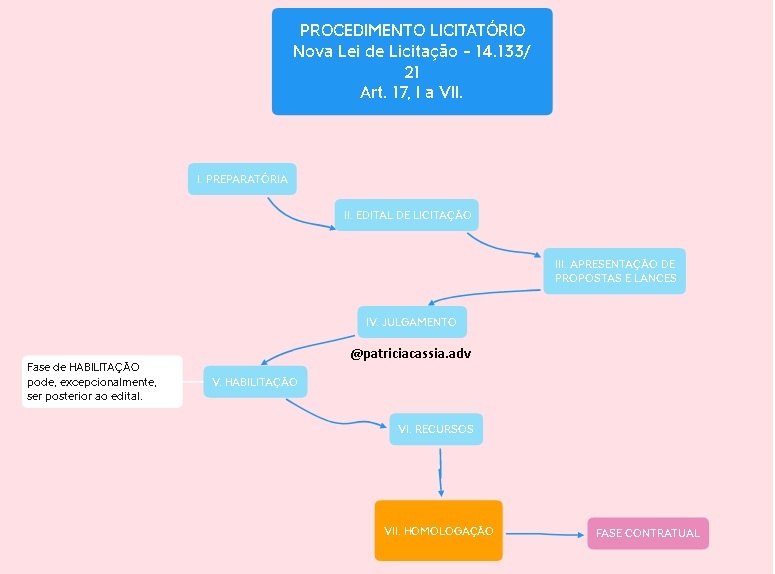 PROCEDIMENTO LICITATÓRIO
Nova Lei de Licitação - 14.133/
21
Art. 17, I a VII.
I. PREPARATÓRIA
II. EDITAL DE LICITAÇÃO
III. APRESENTAÇÃO DE
PROPOSTAS E LANCES
IV. JULGAMENTO
@patriciacassia.adv
Fase de HABILITAÇÃO
pode, excepcionalmente,
ser posterior ao edital.
V. HABILITAÇÃO
VI. RECURSOS
VII. HOMOLOGAÇÃO
FASE CONTRATUAL